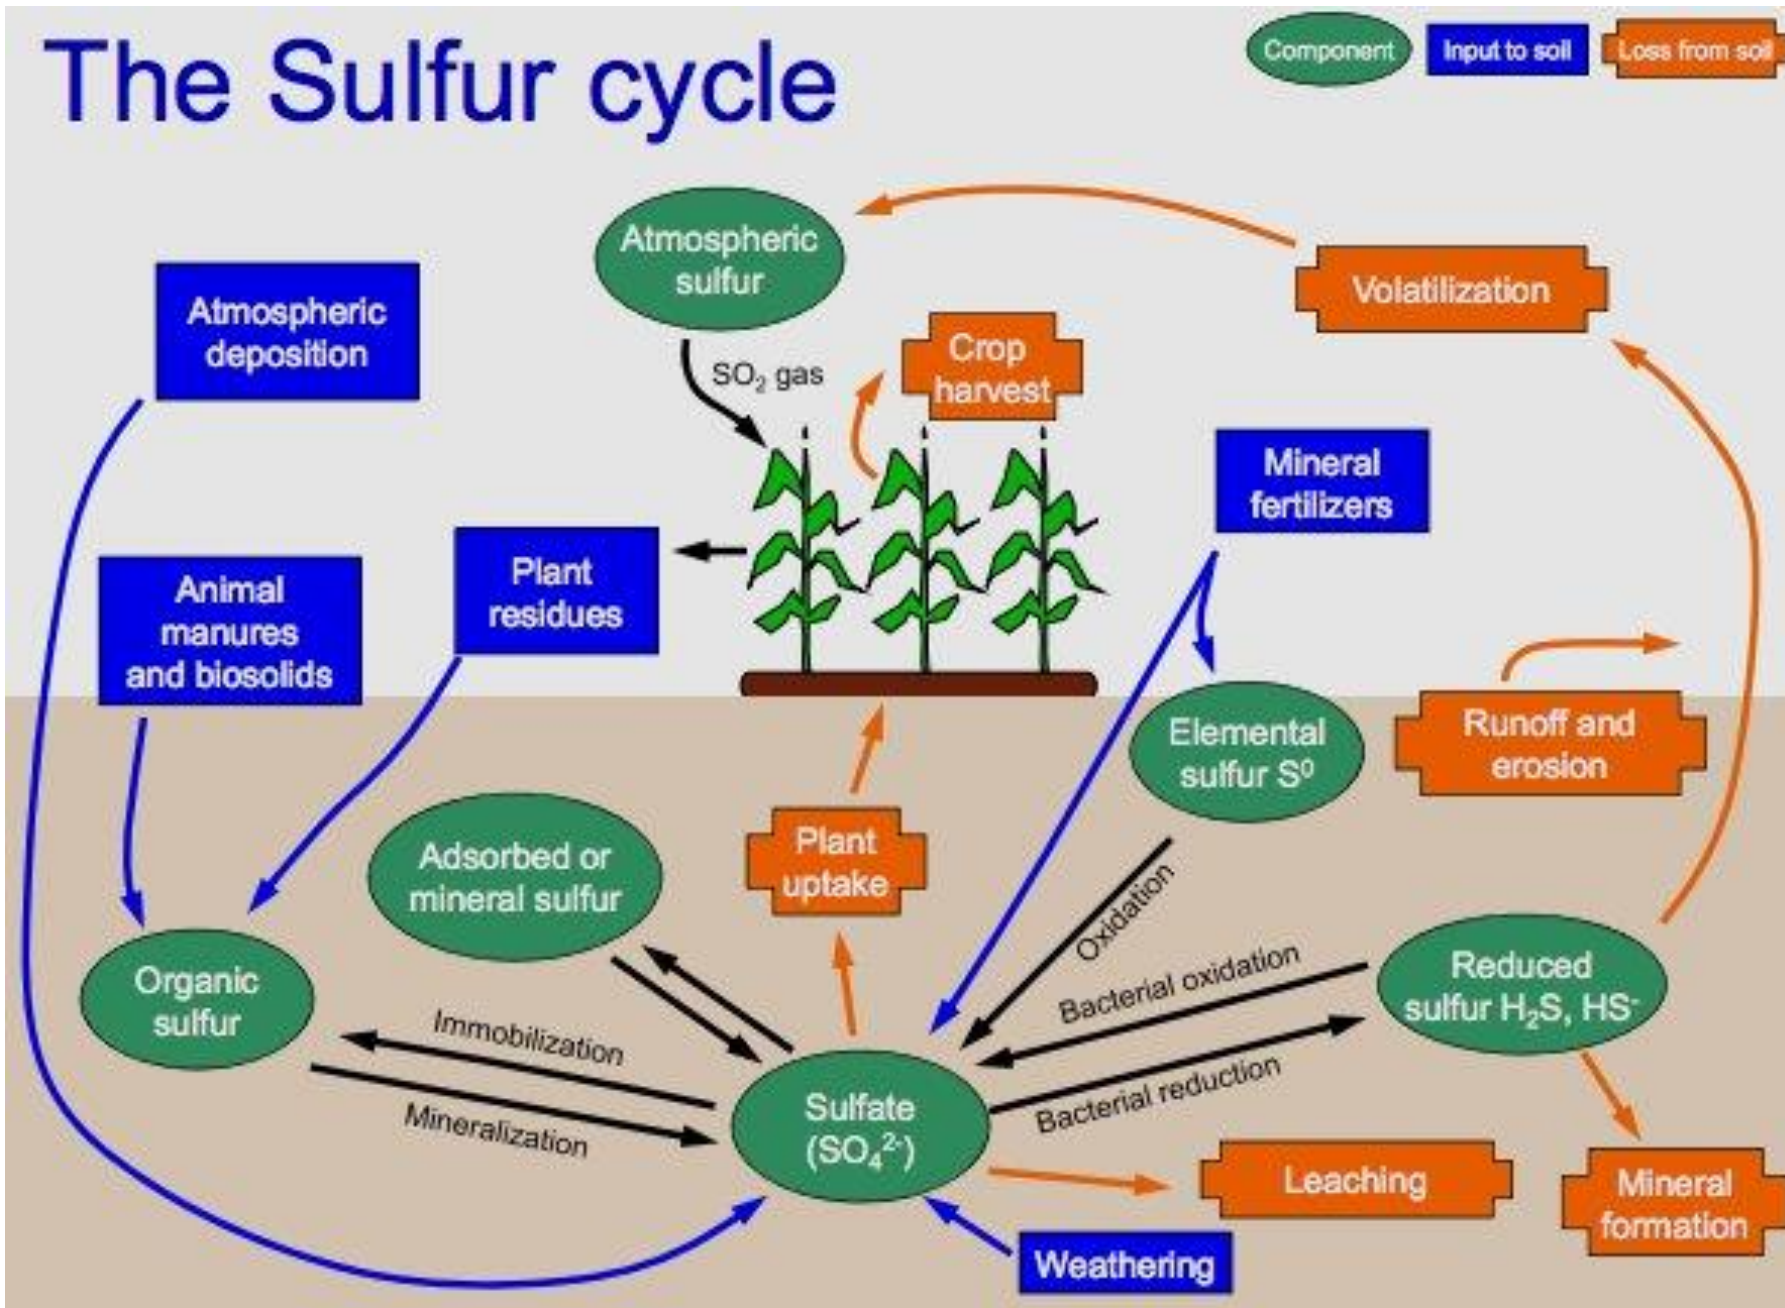 The Sulfur cycle
Component
Input to soil
Loss from soil
Atmospheric
sulfur
Volatilization
Atmospheric
deposition
SO₂ gas
Crop
harvest
Mineral
fertilizers
Plant
residues
Animal
manures
and biosolids
Elemental
sulfur S⁰
Runoff and
erosion
Adsorbed or
mineral sulfur
Plant
uptake
Oxidation
Organic
sulfur
Bacterial oxidation
Reduced
sulfur H₂S, HS⁻
Immobilization
Mineralization
Sulfate
(SO₄²⁻)
Bacterial reduction
Leaching
Mineral
formation
Weathering